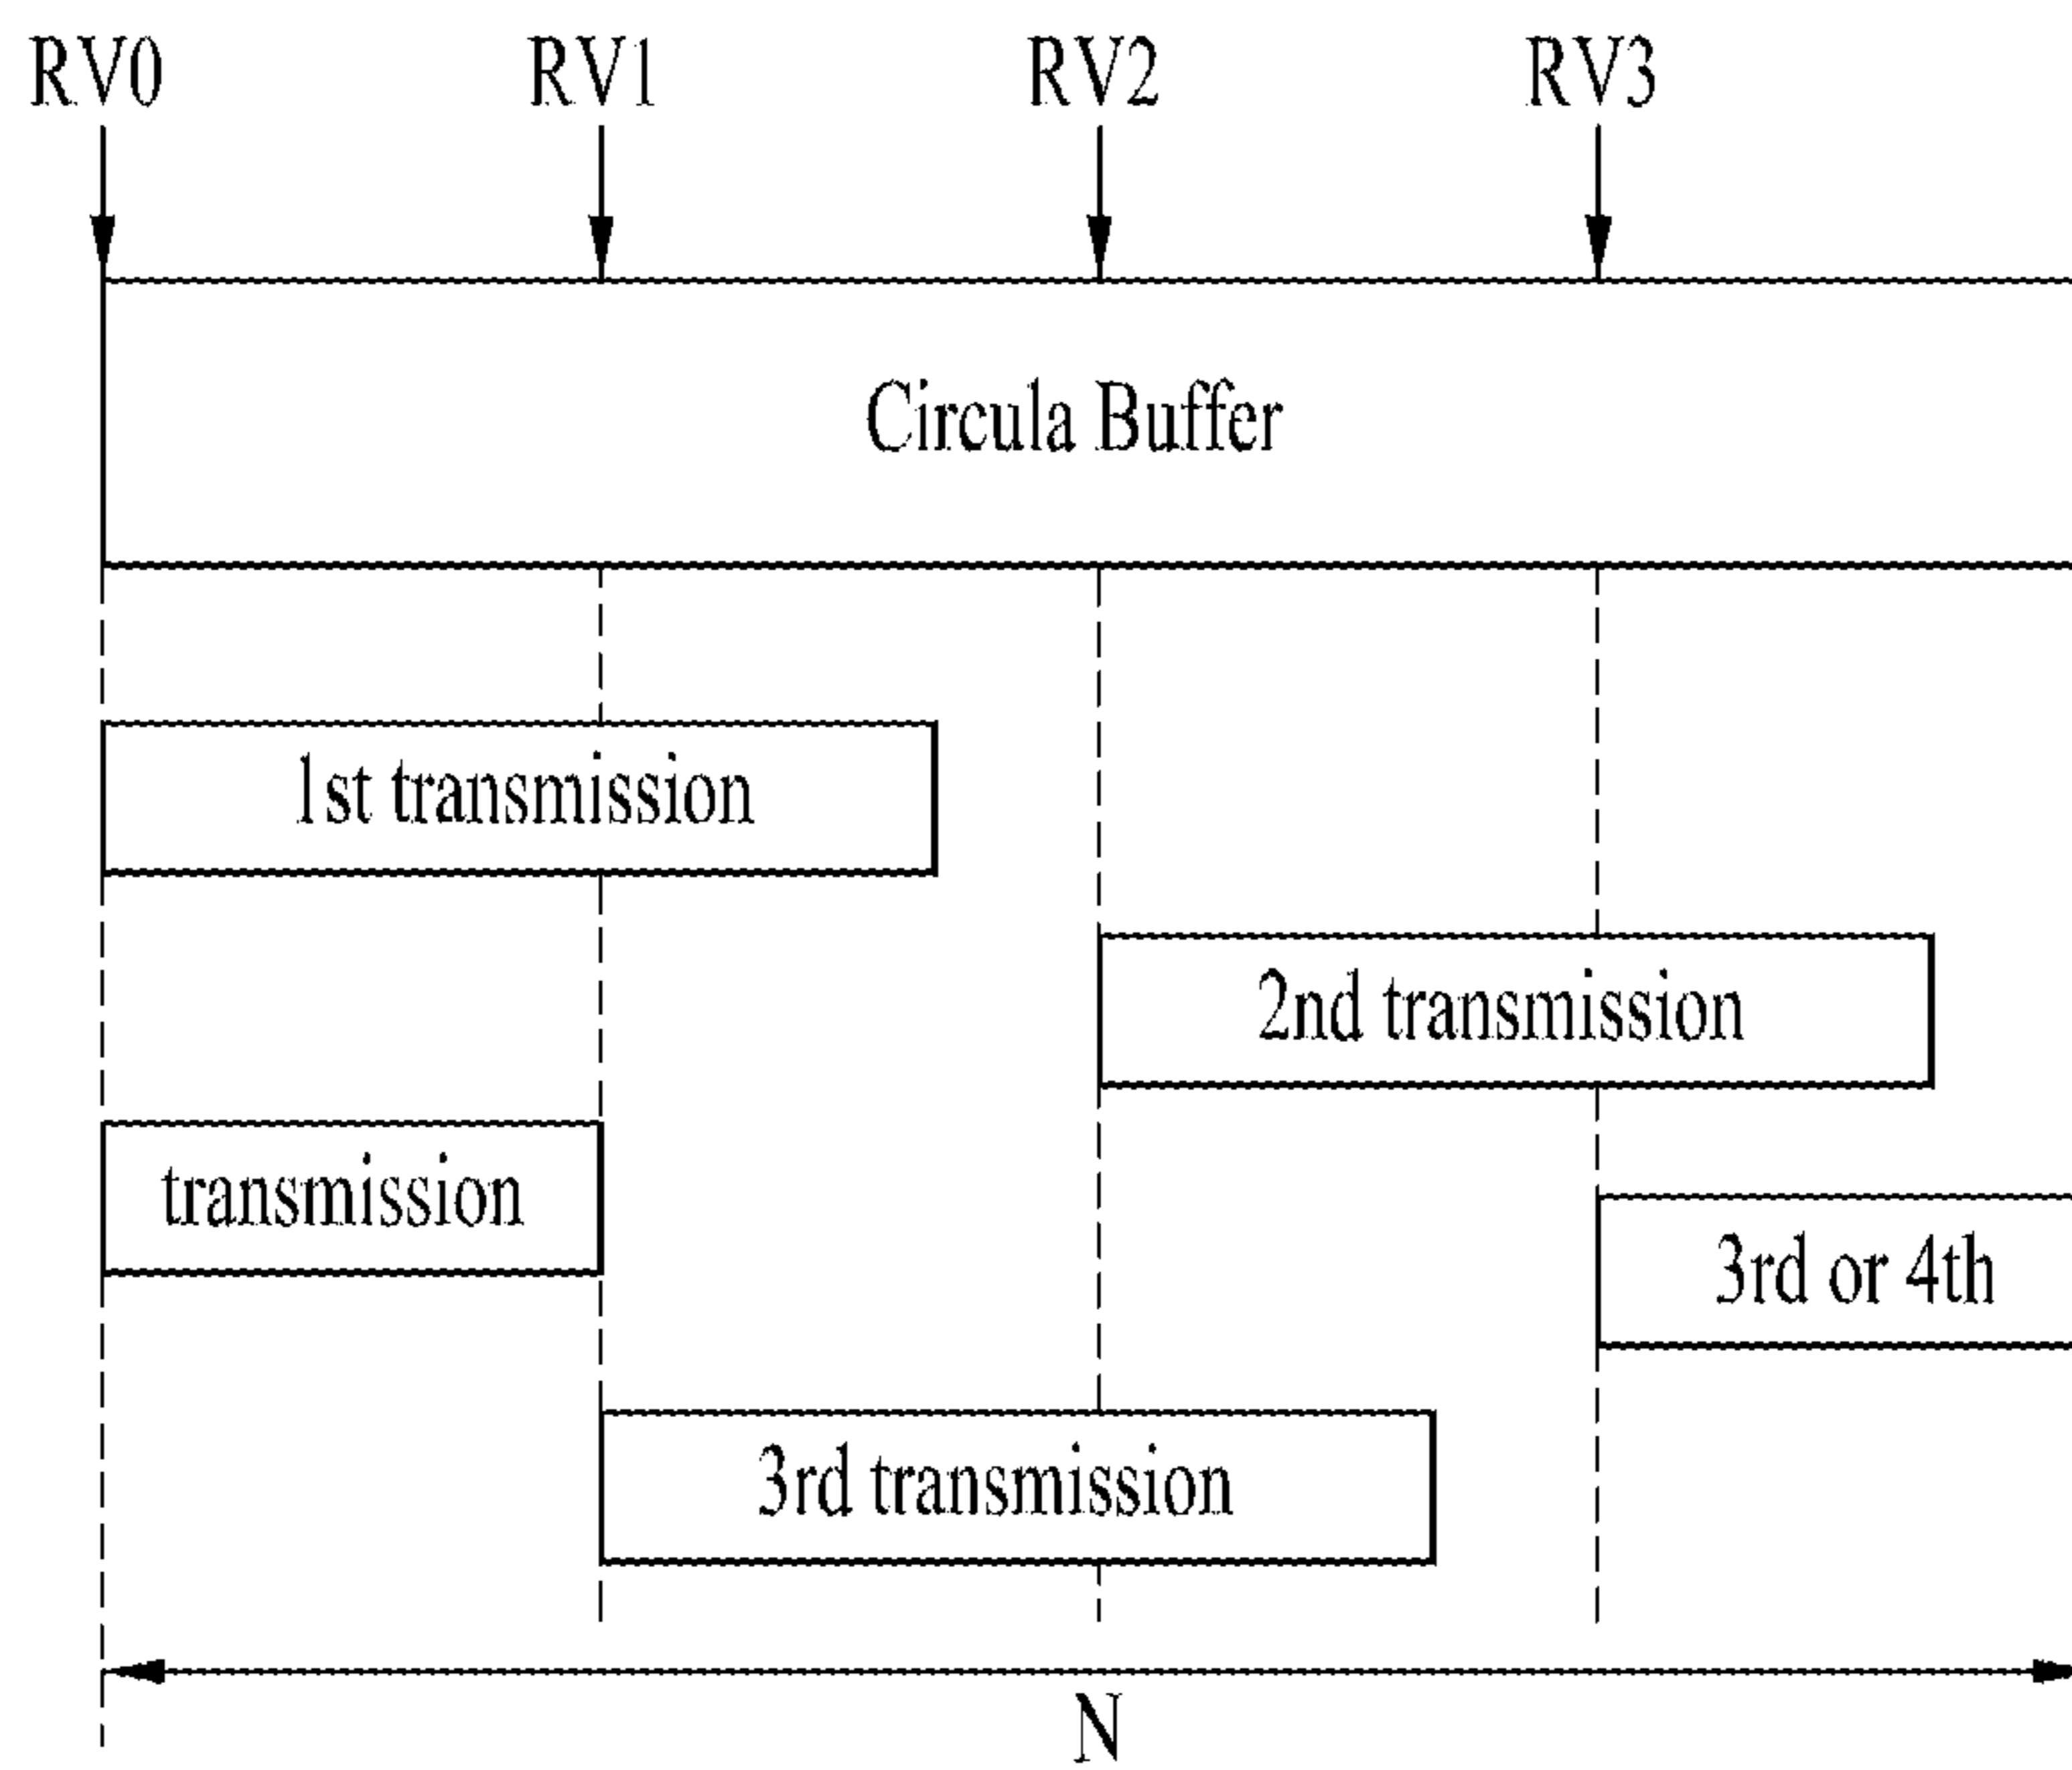 RV0 RV1 RV2 RV3
Circula Buffer
1st transmission
2nd transmission
transmission
3rd or 4th
3rd transmission
N